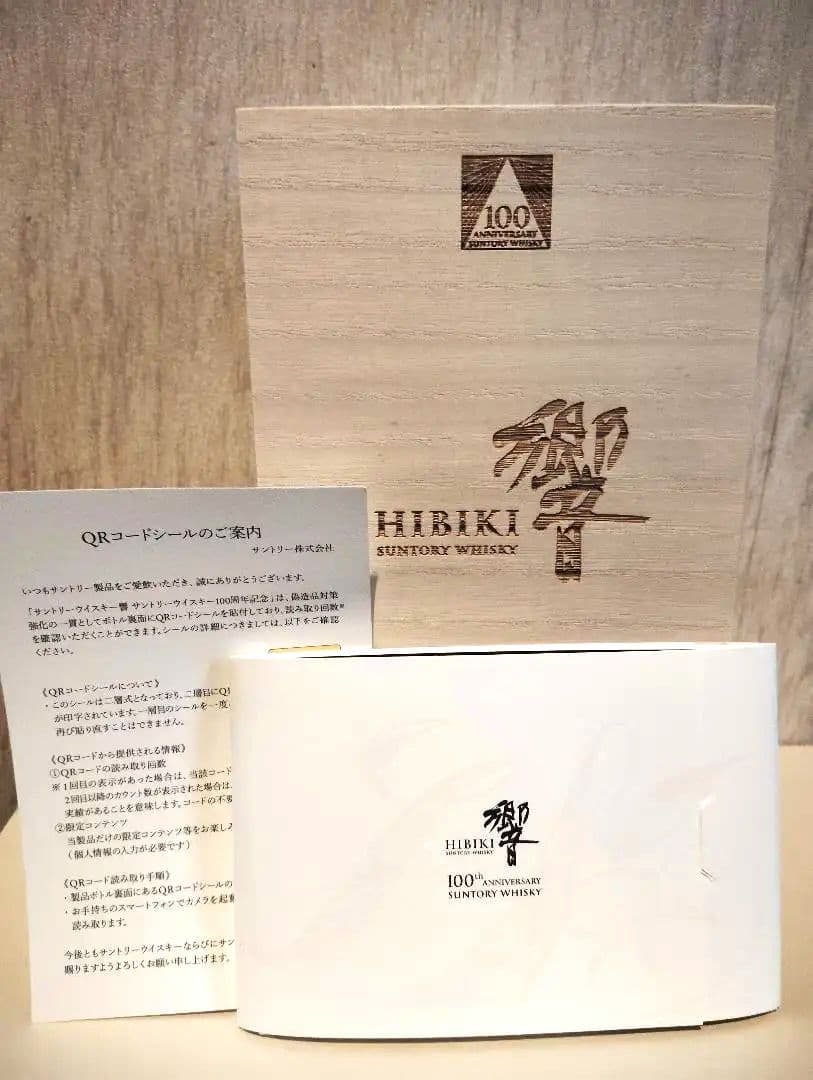 100
ANNIVERSARY
SUNTORY WHISKY
響
HIBIKI
SUNTORY WHISKY
QRコードシールのご案内
サントリー株式会社
いつもサントリー製品をご愛飲いただき、誠にありがとうございます。
「サントリーウイスキー響 サントリーウイスキー100周年記念」は、偽造品対策
強化の一貫としてボトル裏面にQRコードシールを貼付しており、読み取り回数※
を確認いただくことができます。シールの詳細につきましては、以下をご確認
ください。
《QRコードシールについて》
・このシールは二層式となっており、二層目にQ
が印字されています。一層目のシールを一度
再び貼り直すことはできません。
《QRコードから提供される情報》
①QRコードの読み取り回数
※1回目の表示があった場合は、当該コード
2回目以降のカウント数が表示された場合は、
実績があることを意味します。コードの不
②限定コンテンツ
当製品だけの限定コンテンツ等をお楽し
(個人情報の入力が必要です)
《QRコード読み取り手順》
・製品ボトル裏面にあるQRコードシールの
・お手持ちのスマートフォンでカメラを起
読み取ります。
今後ともサントリーウイスキーならびにサン
賜りますようよろしくお願い申し上げます。
響
HIBIKI
SUNTORY WHISKY
100th ANNIVERSARY
SUNTORY WHISKY